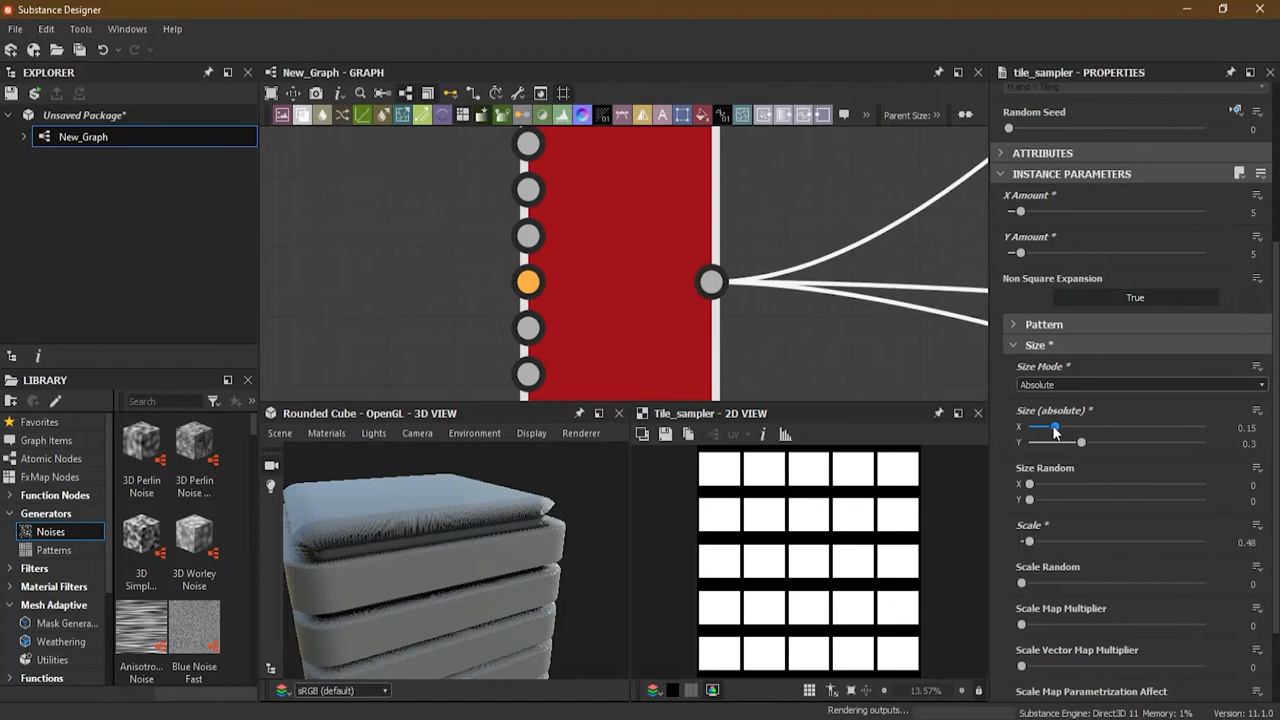 Substance Designer
File Edit Tools Windows Help
EXPLORER
Unsaved Package*
New_Graph
LIBRARY
Search
Favorites
Graph Items
Atomic Nodes
FxMap Nodes
Function Nodes
Generators
Noises
Patterns
Filters
Material Filters
Mesh Adaptive
Mask Genera...
Weathering
Utilities
Functions
3D Perlin Noise
3D Perlin Noise ...
3D Simpl...
3D Worley Noise
Anisotro... Noise
Blue Noise Fast
New_Graph - GRAPH
Parent Size:
Rounded Cube - OpenGL - 3D VIEW
Scene Materials Lights Camera Environment Display Renderer
sRGB (default)
Tile_sampler - 2D VIEW
UV
13.57%
tile_sampler - PROPERTIES
H and V Tiling
Random Seed
0
ATTRIBUTES
INSTANCE PARAMETERS
X Amount *
5
Y Amount *
5
Non Square Expansion
True
Pattern
Size *
Size Mode *
Absolute
Size (absolute) *
X 0.15
Y 0.3
Size Random
X 0
Y 0
Scale *
0.48
Scale Random
0
Scale Map Multiplier
0
Scale Vector Map Multiplier
0
Scale Map Parametrization Affect
Rendering outputs...
Substance Engine: Direct3D 11 Memory: 1% Version: 11.1.0